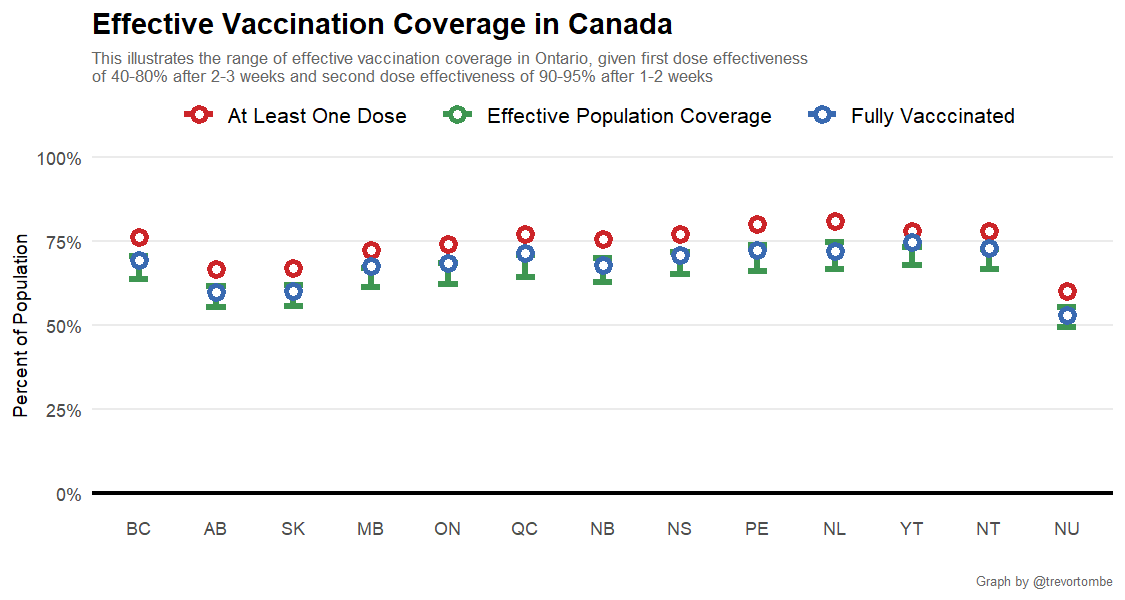 Effective Vaccination Coverage in Canada
This illustrates the range of effective vaccination coverage in Ontario, given first dose effectiveness
of 40-80% after 2-3 weeks and second dose effectiveness of 90-95% after 1-2 weeks
At Least One Dose Effective Population Coverage Fully Vacccinated
100%
75%
50%
25%
0%
Percent of Population
BC AB SK MB ON QC NB NS PE NL YT NT NU
Graph by @trevortombe